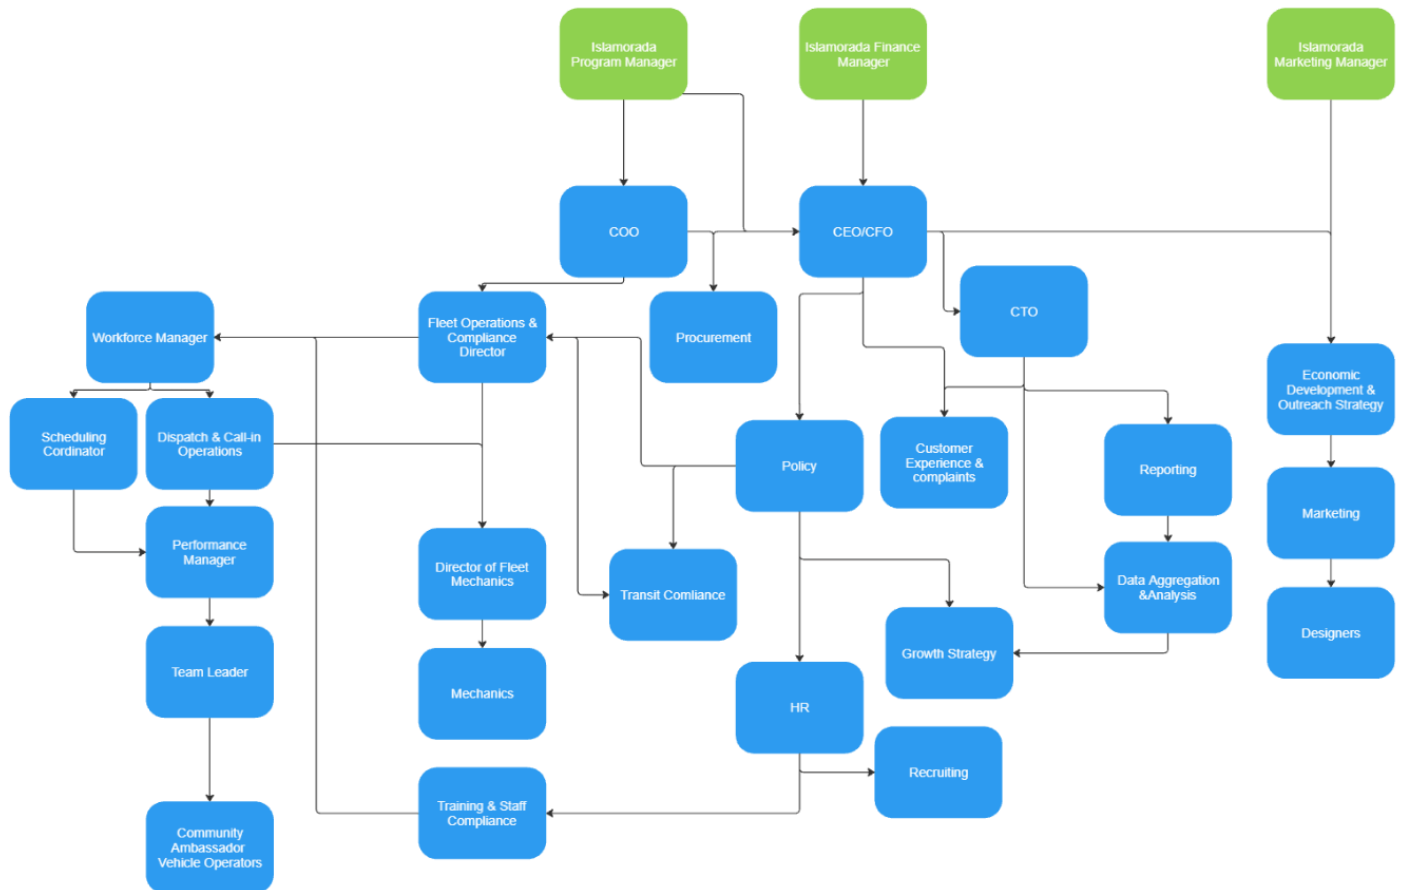 Islamorada
Program Manager
Islamorada Finance
Manager
Islamorada
Marketing Manager
COO
CEO/CFO
CTO
Workforce Manager
Fleet Operations &
Compliance
Director
Procurement
Economic
Development &
Outreach Strategy
Scheduling
Cordinator
Dispatch & Call-in
Operations
Policy
Customer
Experience &
complaints
Reporting
Marketing
Performance
Manager
Director of Fleet
Mechanics
Transit Comliance
Data Aggregation
&Analysis
Designers
Growth Strategy
Team Leader
Mechanics
HR
Recruiting
Training & Staff
Compliance
Community
Ambassador
Vehicle Operators